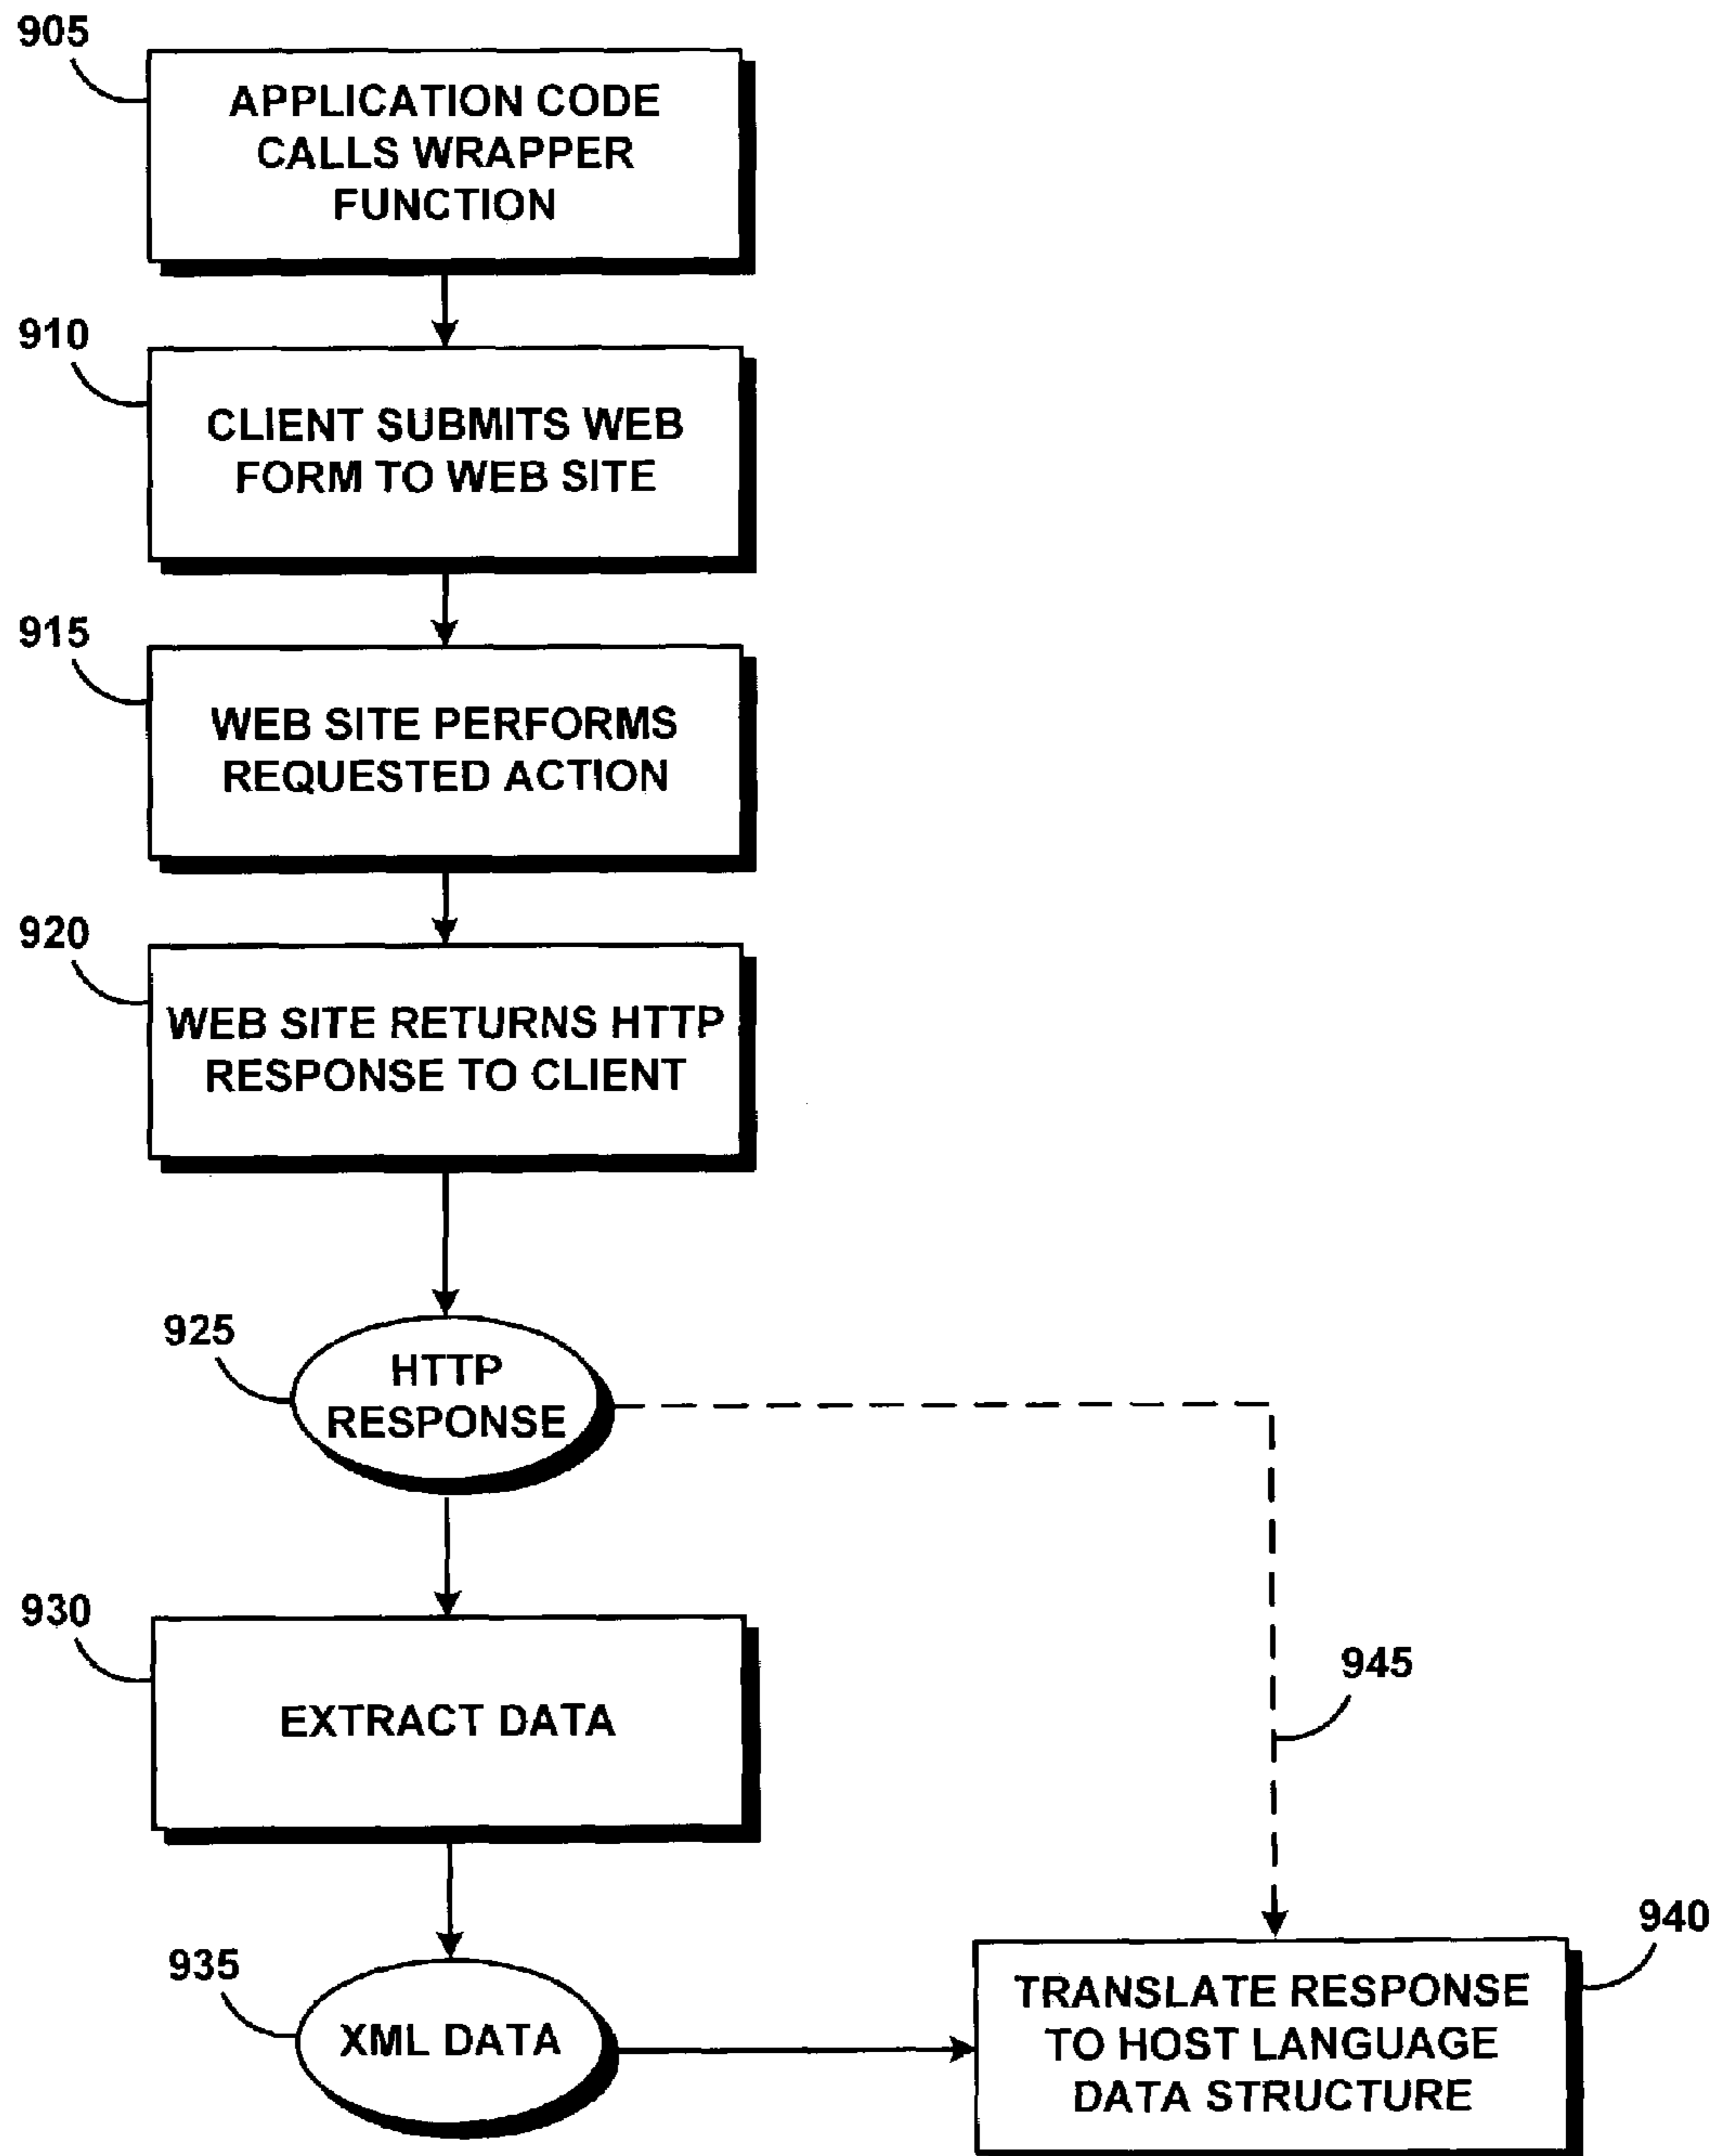 905
APPLICATION CODE
CALLS WRAPPER
FUNCTION
910
CLIENT SUBMITS WEB
FORM TO WEB SITE
915
WEB SITE PERFORMS
REQUESTED ACTION
920
WEB SITE RETURNS HTTP
RESPONSE TO CLIENT
925
HTTP
RESPONSE
930
EXTRACT DATA
945
935
XML DATA
940
TRANSLATE RESPONSE
TO HOST LANGUAGE
DATA STRUCTURE